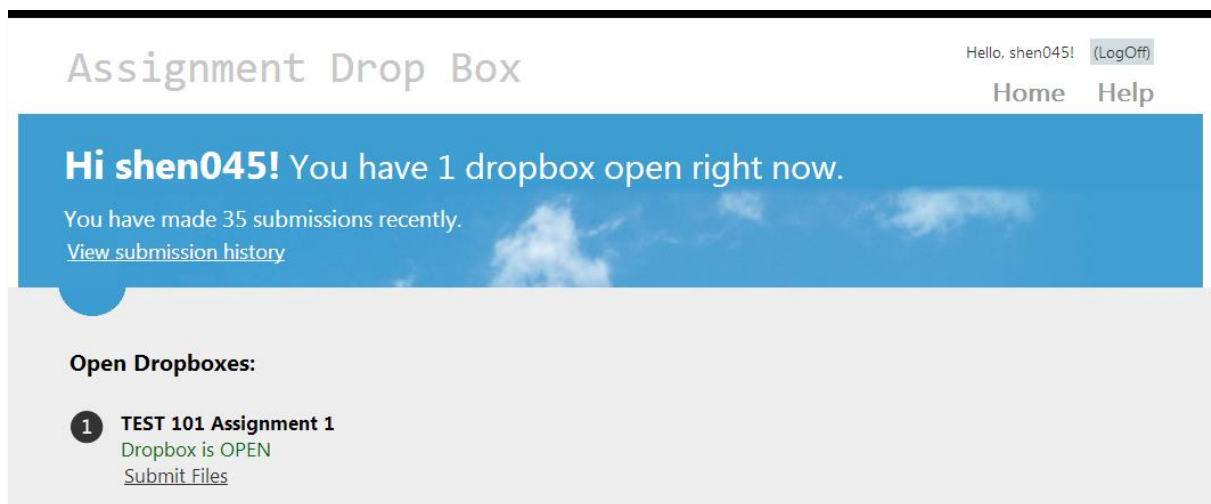 Assignment Drop Box
Hello, shen045! (LogOff)
Home Help
Hi shen045! You have 1 dropbox open right now.
You have made 35 submissions recently.
View submission history
Open Dropboxes:
1 TEST 101 Assignment 1
Dropbox is OPEN
Submit Files